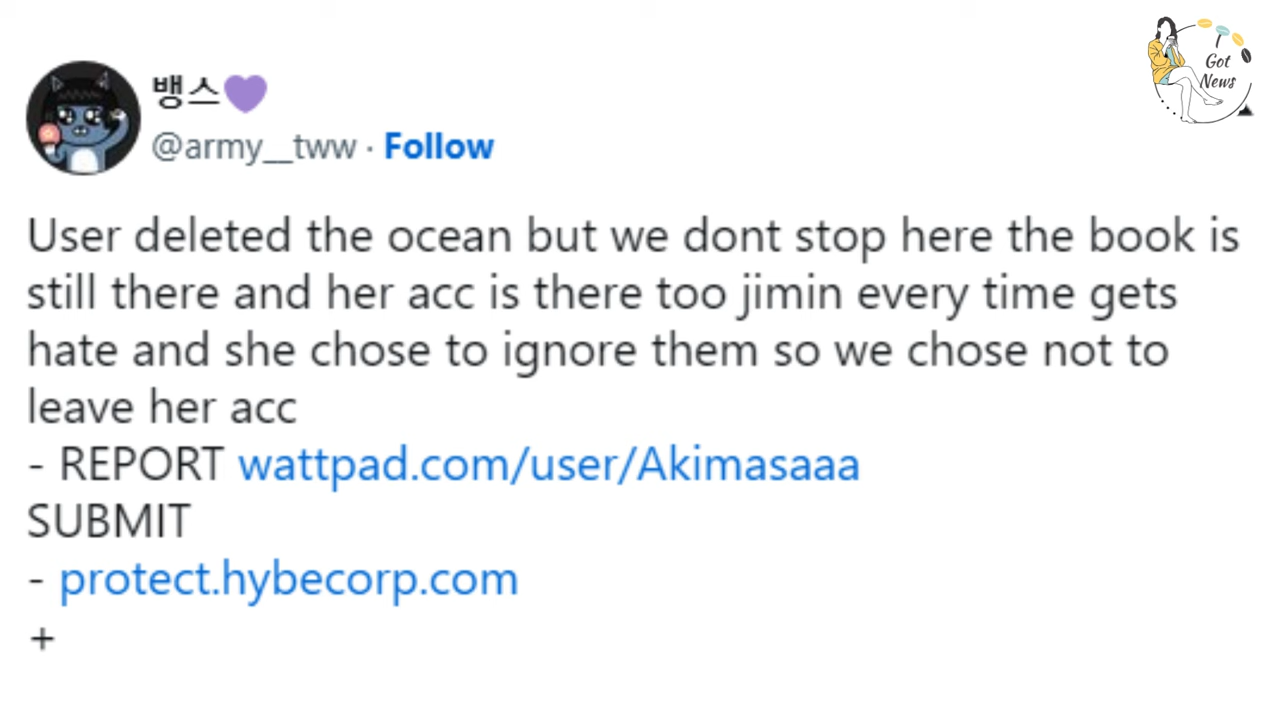 뱅스💜
@army__tww · Follow
Got
News
User deleted the ocean but we dont stop here the book is
still there and her acc is there too jimin every time gets
hate and she chose to ignore them so we chose not to
leave her acc
- REPORT wattpad.com/user/Akimasaaa
SUBMIT
- protect.hybecorp.com
+